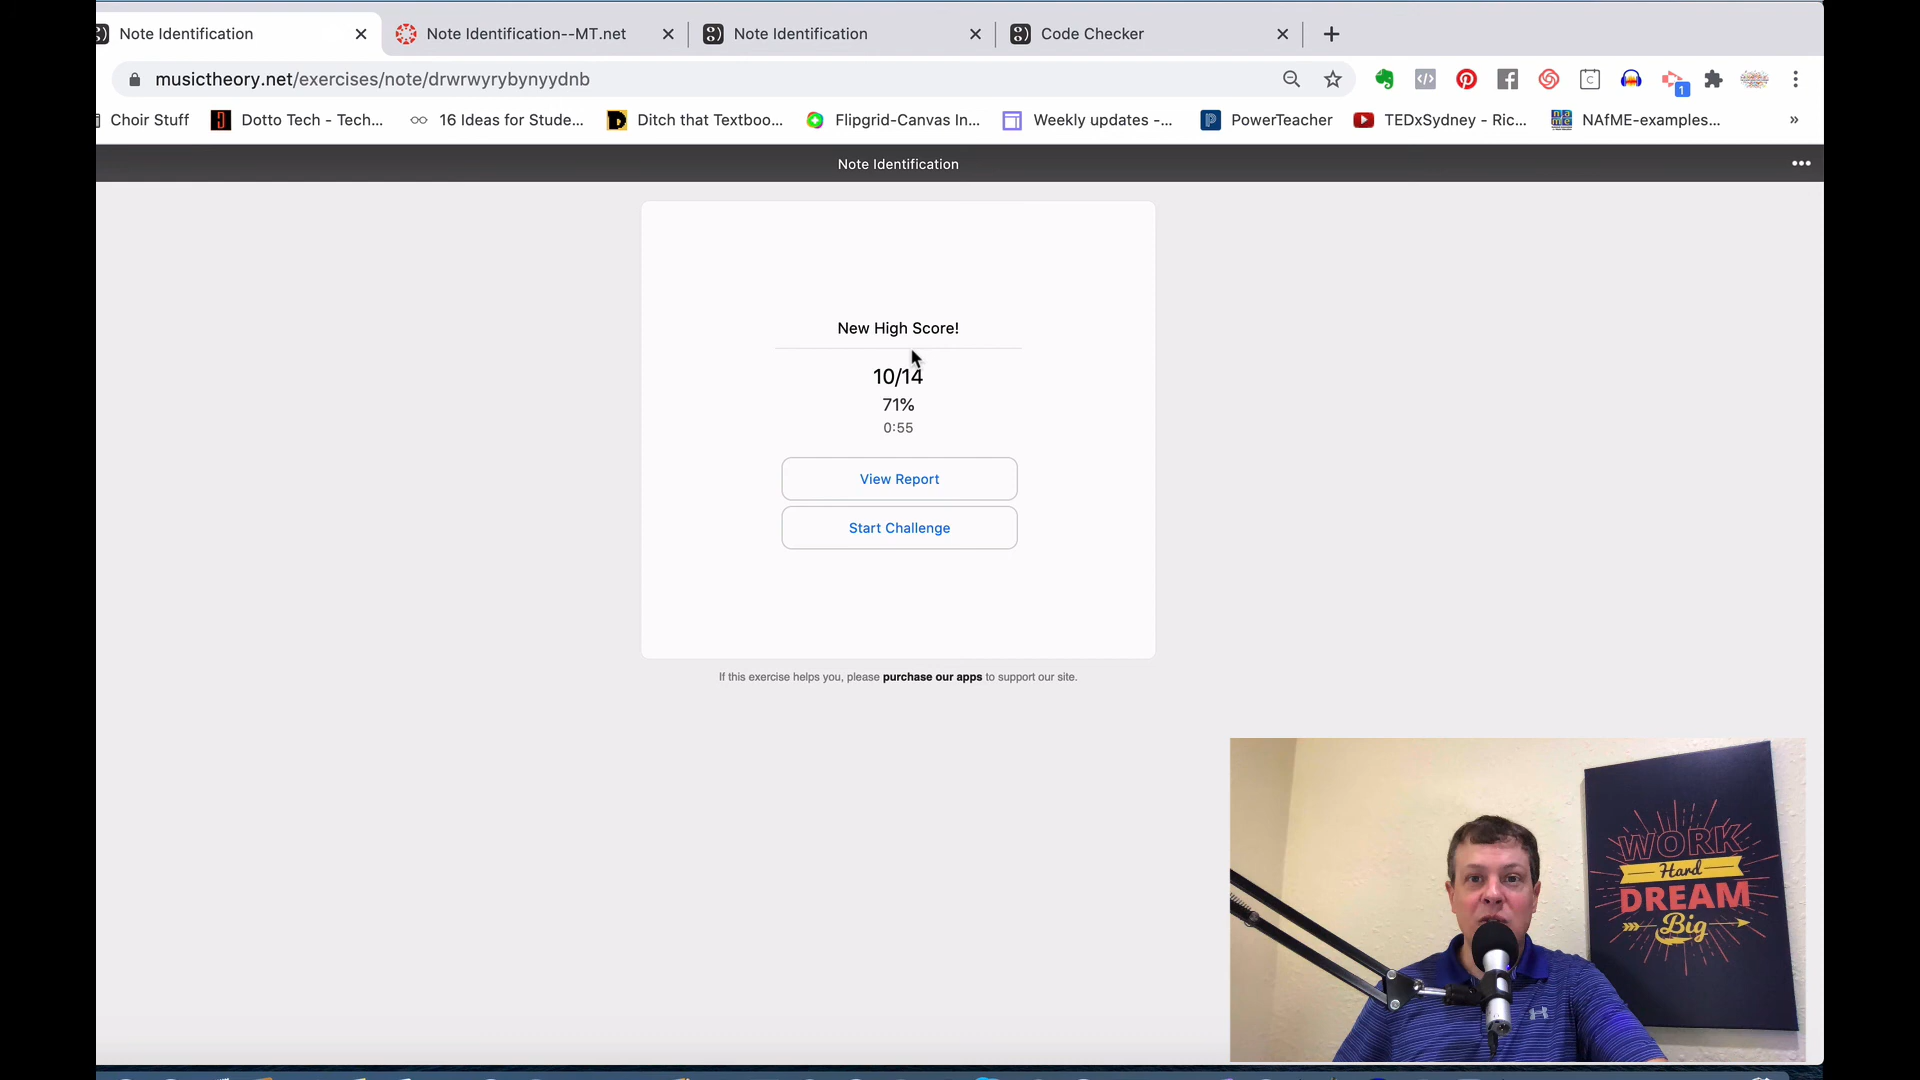 Note Identification
Note Identification--MT.net
Note Identification
Code Checker
musictheory.net/exercises/note/drwrwyrybynyydnb
1
Choir Stuff
Dotto Tech - Tech...
16 Ideas for Stude...
Ditch that Textboo...
Flipgrid-Canvas In...
Weekly updates -...
PowerTeacher
TEDxSydney - Ric...
NAfME-examples...
»
Note Identification
New High Score!
10/14
71%
0:55
View Report
Start Challenge
If this exercise helps you, please purchase our apps to support our site.
WORK
Hard
DREAM
Big